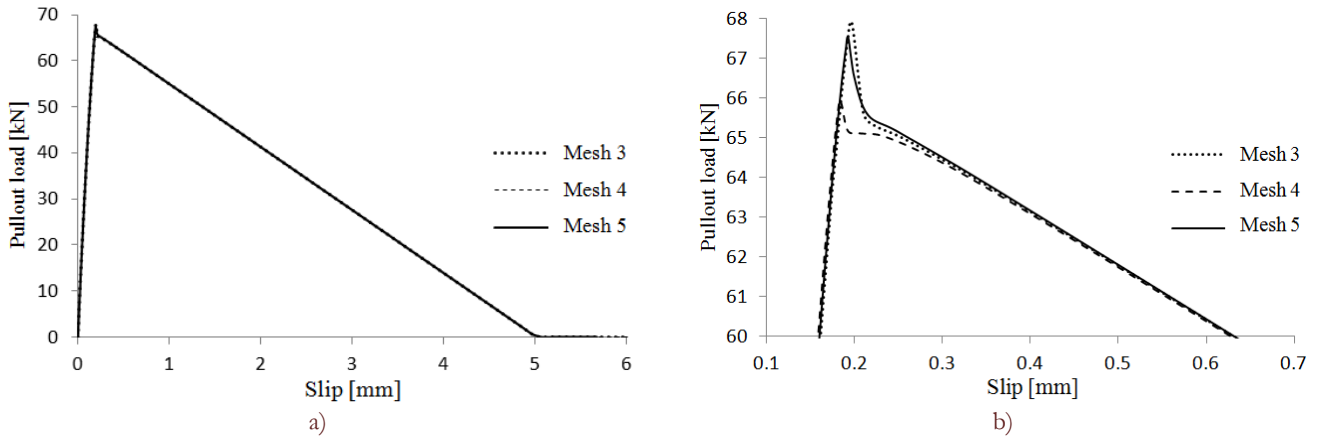 70
60
50
40
30
20
10
0
0 1 2 3 4 5 6
Pullout load [kN]
Slip [mm]
Mesh 3
Mesh 4
Mesh 5
a)
68
67
66
65
64
63
62
61
60
0.1 0.2 0.3 0.4 0.5 0.6 0.7
Pullout load [kN]
Slip [mm]
Mesh 3
Mesh 4
Mesh 5
b)